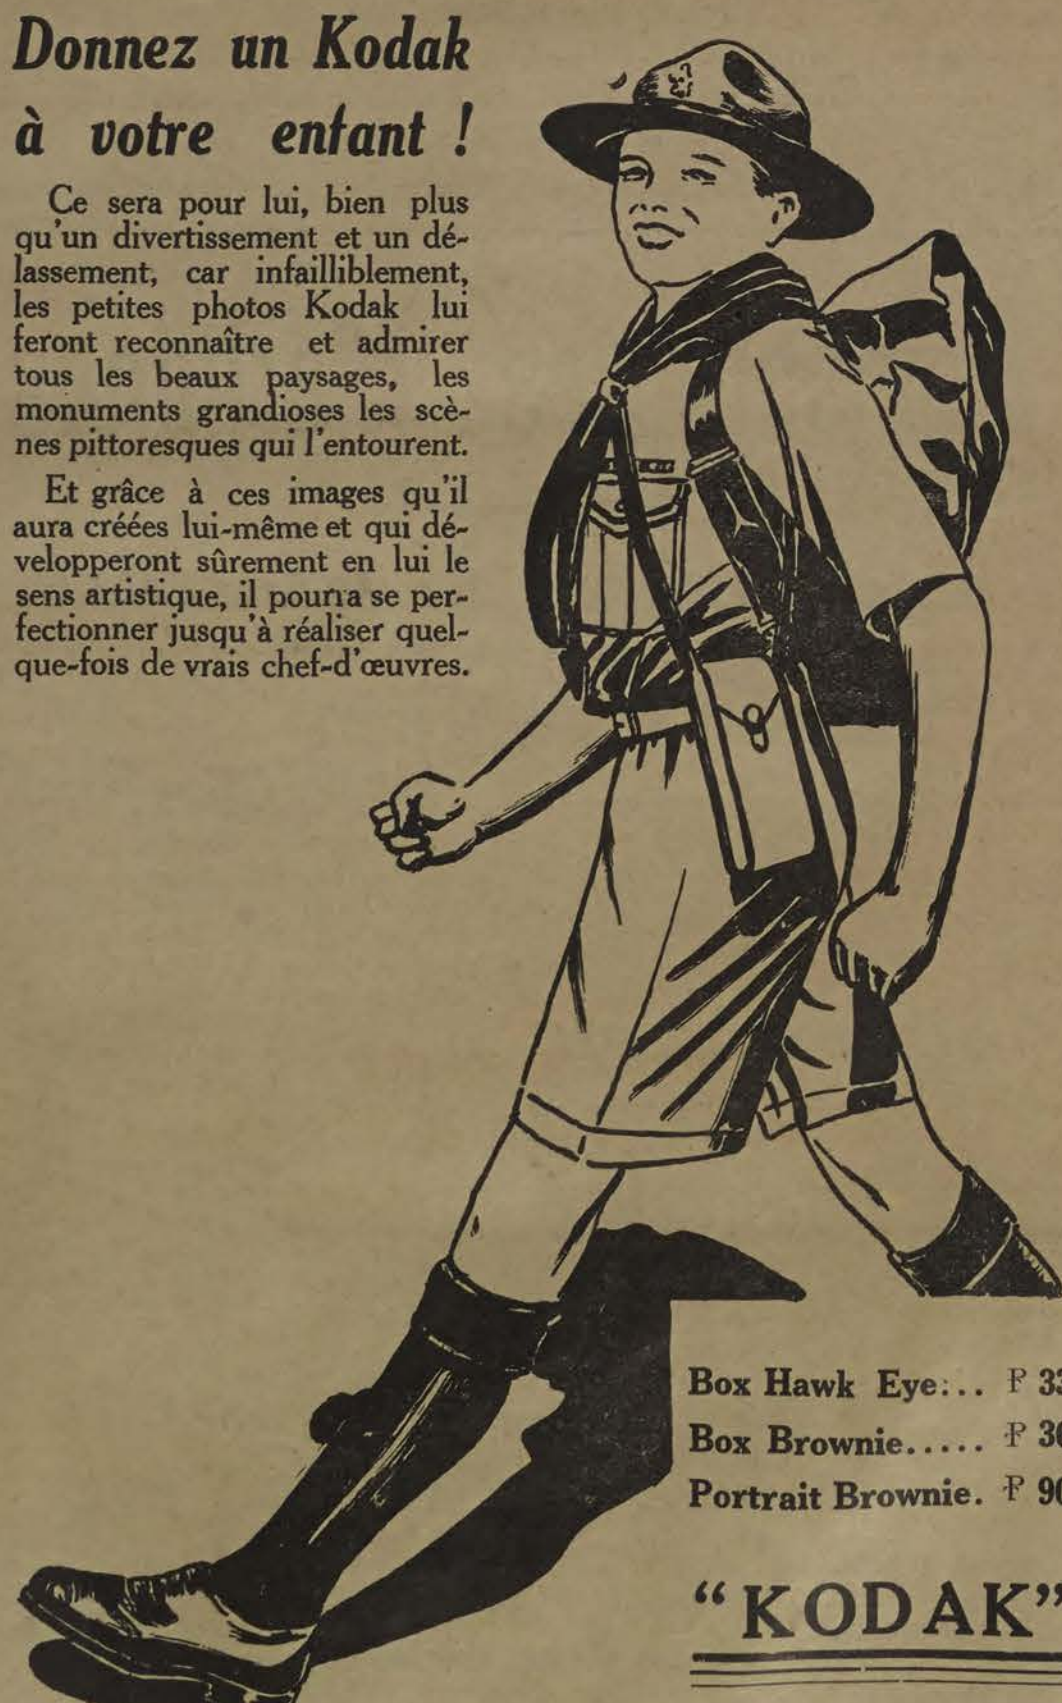 Donnez un Kodak
à votre enfant !
Ce sera pour lui, bien plus
qu'un divertissement et un dé-
lassement, car infailliblement,
les petites photos Kodak lui
feront reconnaître et admirer
tous les beaux paysages, les
monuments grandioses les scè-
nes pittoresques qui l'entourent.
Et grâce à ces images qu'il
aura créées lui-même et qui dé-
velopperont sûrement en lui le
sens artistique, il pourra se per-
fectionner jusqu'à réaliser quel-
que-fois de vrais chef-d'œuvres.
Box Hawk Eye... ₣ 33
Box Brownie..... ₣
Portrait Brownie. ₣ 90
"KODAK"